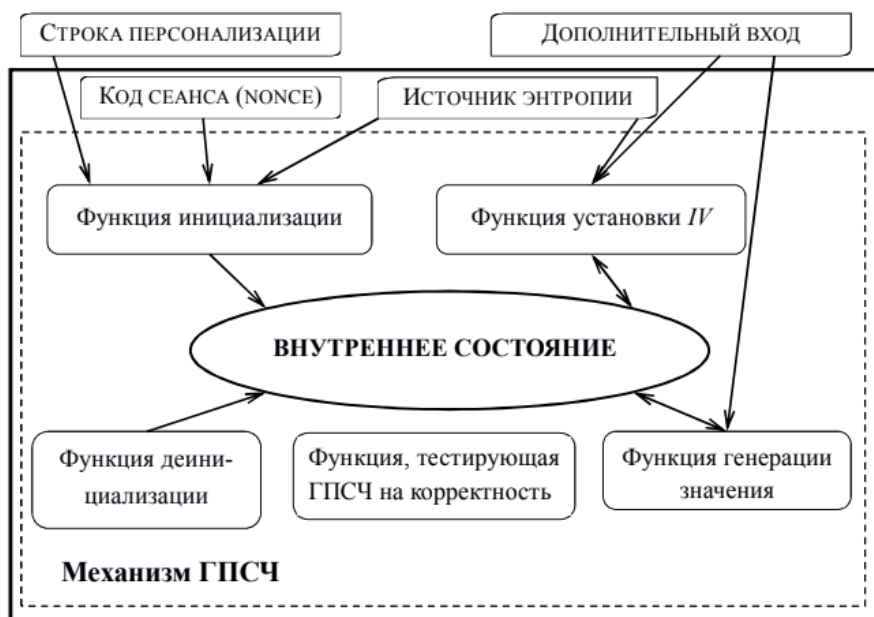 СТРОКА ПЕРСОНАЛИЗАЦИИ
ДОПОЛНИТЕЛЬНЫЙ ВХОД
КОД СЕАНСА (NONCE)
ИСТОЧНИК ЭНТРОПИИ
Функция инициализации
Функция установки IV
ВНУТРЕННЕЕ СОСТОЯНИЕ
Функция деини-
циализации
Функция, тестирующая
ГПСЧ на корректность
Функция генерации
значения
Механизм ГПСЧ